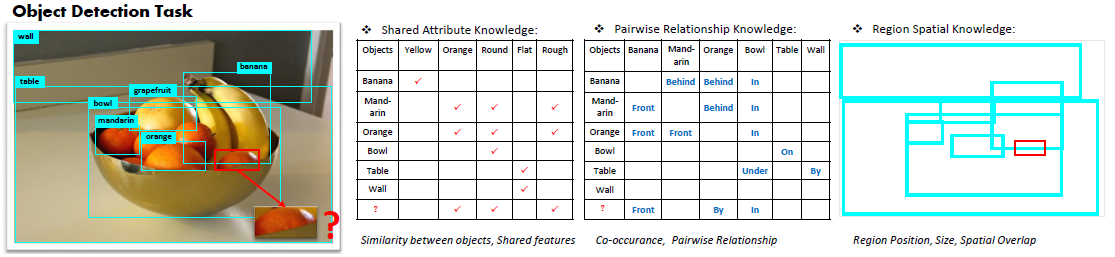 Object Detection Task
wall
banana
table
grapefruit
bowl
mandarin
orange
?
❖ Shared Attribute Knowledge:
Objects Yellow Orange Round Flat Rough
Banana ✓
Mand-
arin ✓ ✓ ✓
Orange ✓ ✓ ✓
Bowl ✓
Table ✓
Wall ✓
? ✓ ✓ ✓
Similarity between objects, Shared features
❖ Pairwise Relationship Knowledge:
Objects Banana Mand-
arin Orange Bowl Table Wall
Banana Behind Behind In
Mand-
arin Front Behind In
Orange Front Front In
Bowl On
Table Under By
Wall
? Front By In
Co-occurance, Pairwise Relationship
❖ Region Spatial Knowledge:
Region Position, Size, Spatial Overlap